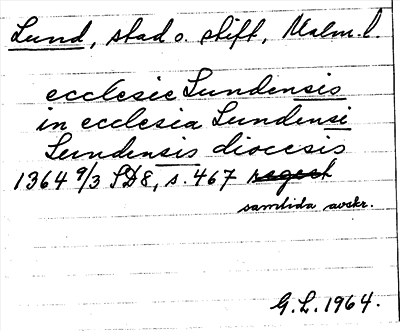 Lund, stad o. stift, Malm. l.
ecclesie Lundensis
in ecclesia Lundensi
Lundensis diocesis
1364 9/3 SD8, s. 467 regest
samtida avskr.
G. L. 1964.